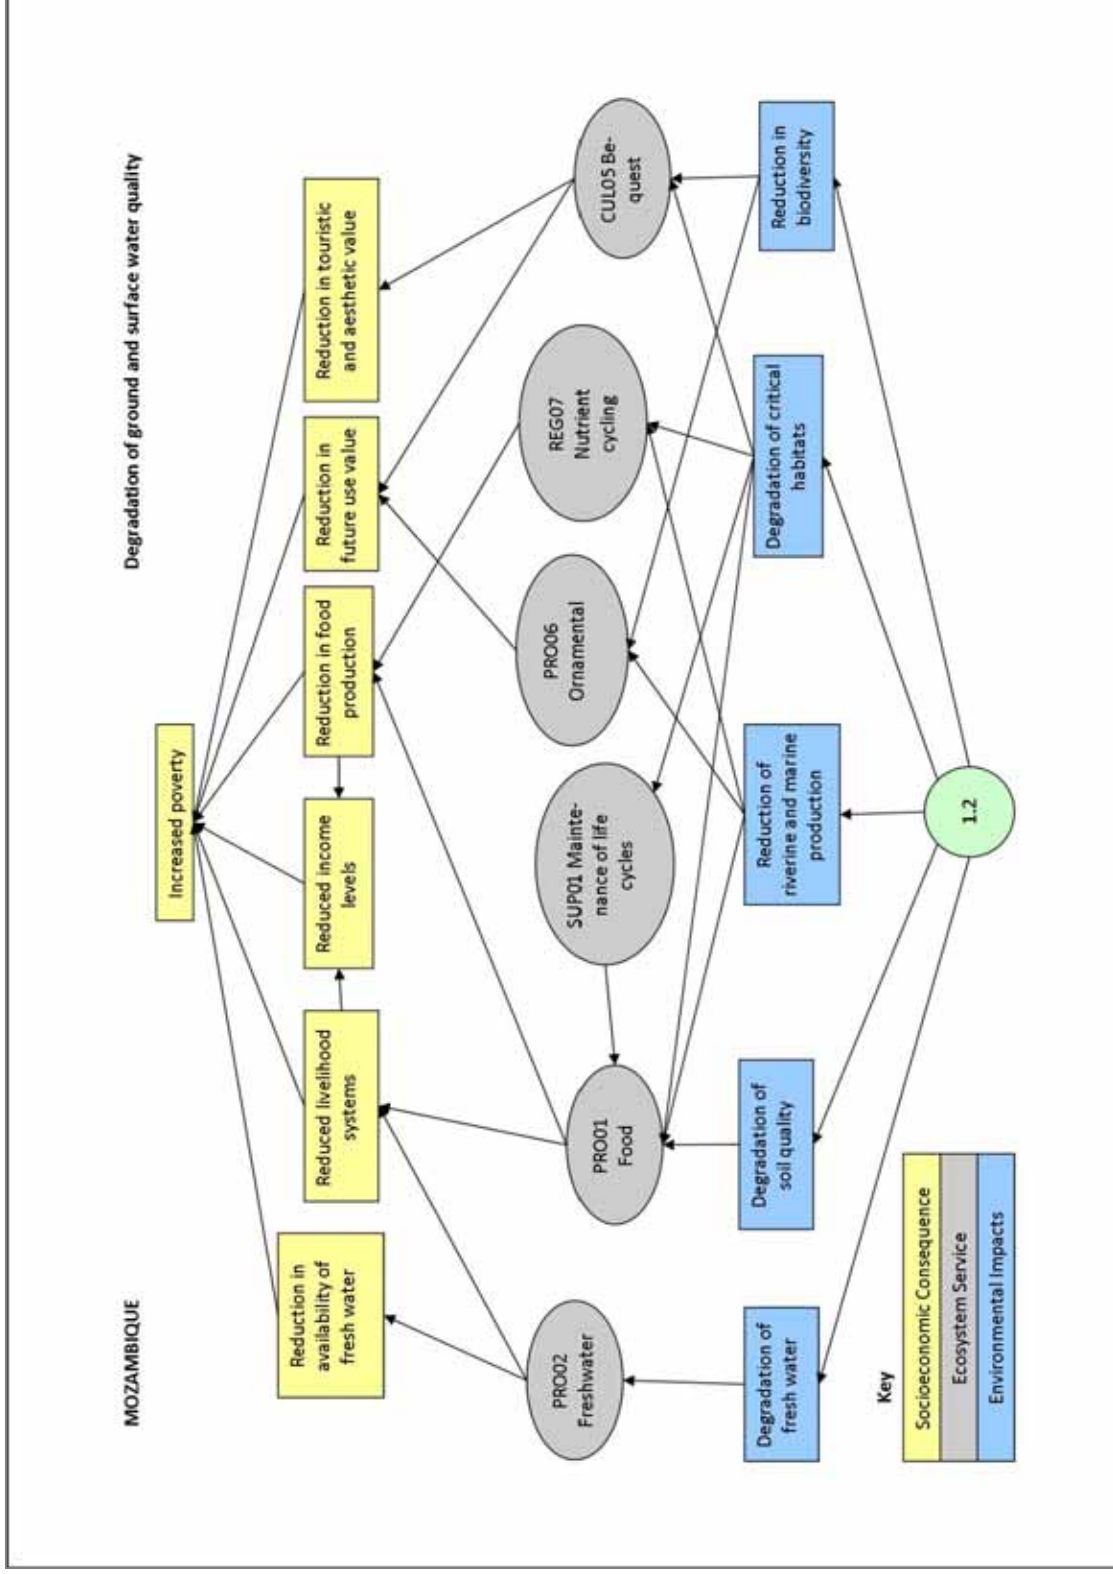 MOZAMBIQUE
Degradation of ground and surface water quality
Increased poverty
Reduction in
availability of
fresh water
Reduced livelihood
systems
Reduced income
levels
Reduction in food
production
Reduction in
future use value
Reduction in touristic
and aesthetic value
PRO02
Freshwater
PRO01
Food
SUP01 Mainte-
nance of life
cycles
PRO06
Ornamental
REG07
Nutrient
cycling
CUL05 Be-
quest
Degradation of
fresh water
Degradation of
soil quality
Reduction of
riverine and marine
production
Degradation of critical
habitats
Reduction in
biodiversity
1.2
Key
Socioeconomic Consequence
Ecosystem Service
Environmental Impacts